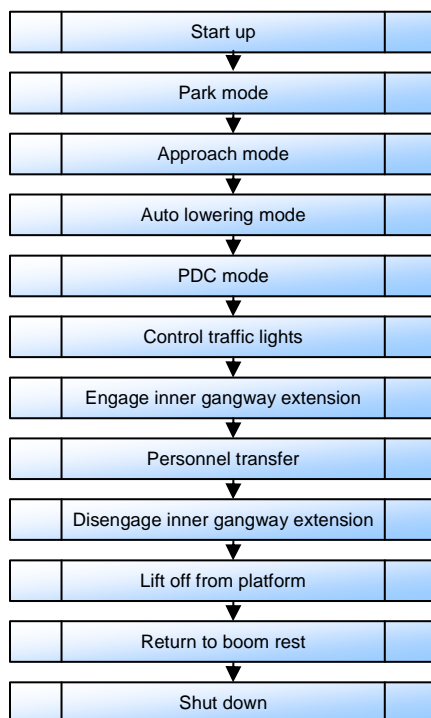 Start up
Park mode
Approach mode
Auto lowering mode
PDC mode
Control traffic lights
Engage inner gangway extension
Personnel transfer
Disengage inner gangway extension
Lift off from platform
Return to boom rest
Shut down